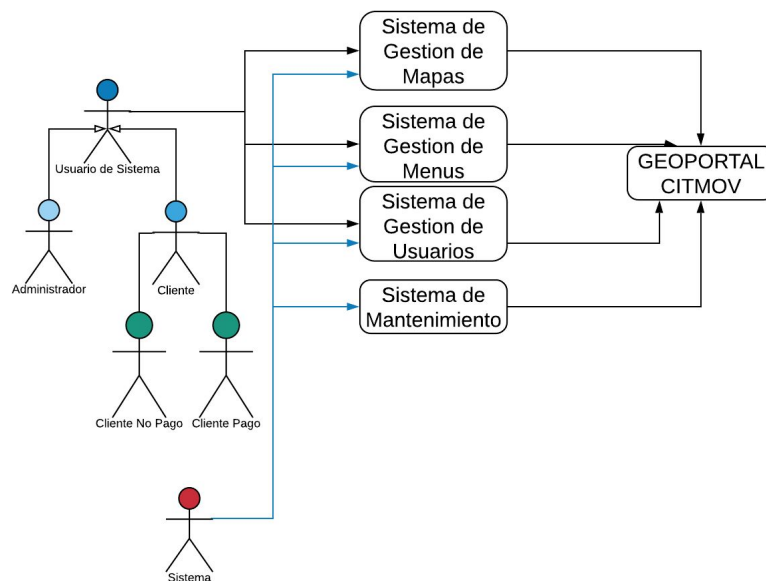 Sistema de
Gestion de
Mapas
Usuario de Sistema
Sistema de
Gestion de
Menus
GEOPORTAL
CITMOV
Administrador
Cliente
Sistema de
Gestion de
Usuarios
Sistema de
Mantenimiento
Cliente No Pago
Cliente Pago
Sistema